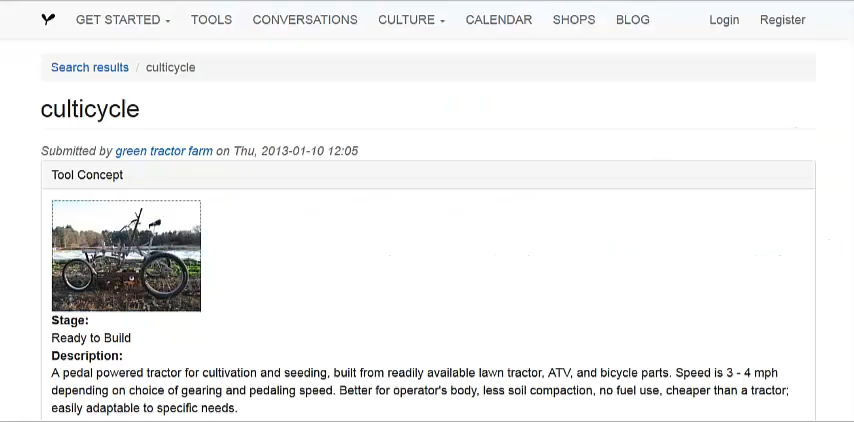 GET STARTED TOOLS CONVERSATIONS CULTURE CALENDAR SHOPS BLOG Login Register
Search results / culticycle
culticycle
Submitted by green tractor farm on Thu, 2013-01-10 12:05
Tool Concept
Stage:
Ready to Build
Description:
A pedal powered tractor for cultivation and seeding, built from readily available lawn tractor, ATV, and bicycle parts. Speed is 3 - 4 mph
depending on choice of gearing and pedaling speed. Better for operator's body, less soil compaction, no fuel use, cheaper than a tractor;
easily adaptable to specific needs.